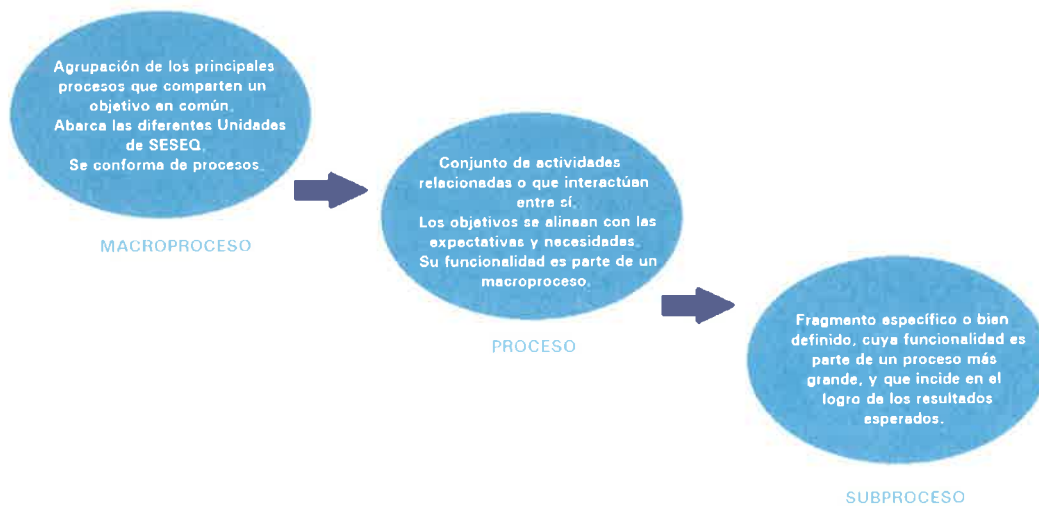 Agrupación de los principales
procesos que comparten un
objetivo en común.
Abarca las diferentes Unidades
de SESEQ.
Se conforma de procesos.
MACROPROCESO
Conjunto de actividades
relacionadas o que interactúan
entre sí.
Los objetivos se alinean con las
expectativas y necesidades.
Su funcionalidad es parte de un
macroproceso.
PROCESO
Fragmento específico o bien
definido, cuya funcionalidad es
parte de un proceso más
grande, y que incide en el
logro de los resultados
esperados.
SUBPROCESO